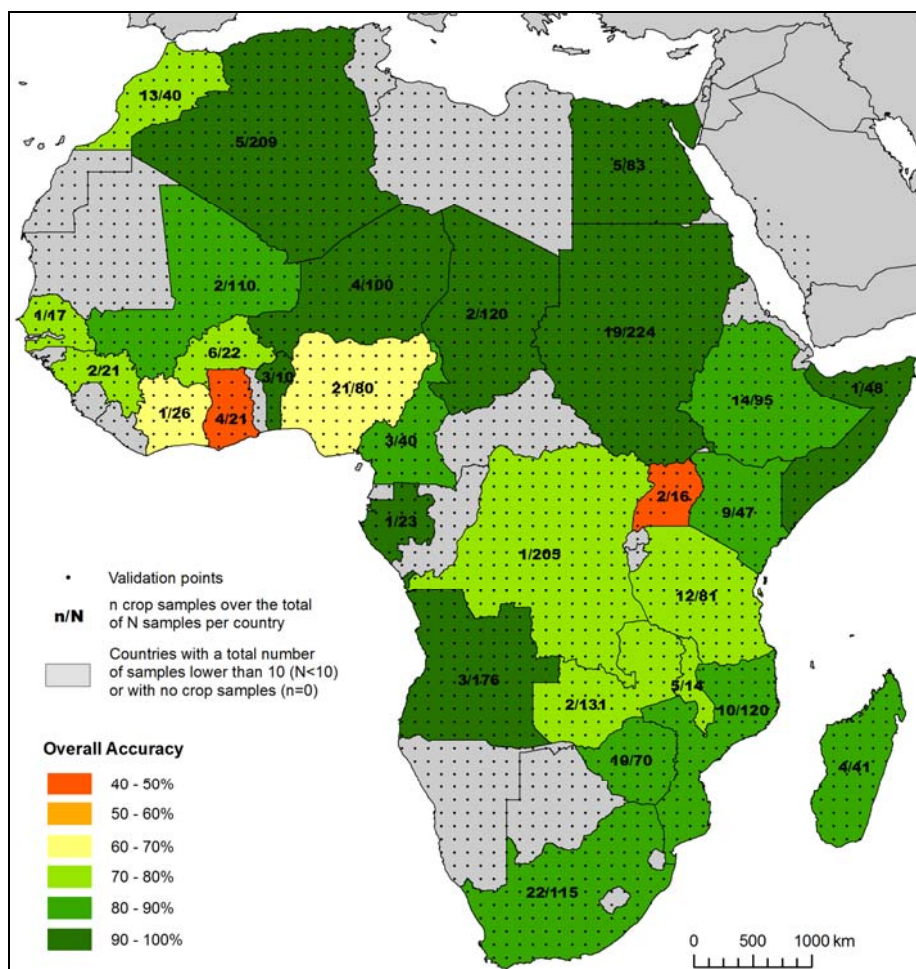 13/40
5/209
5/83
2/110
4/100
2/120
19/224
1/17
6/22
2/21
3/10
21/80
14/95
1/48
1/26
4/21
3/40
2/16
9/47
1/23
1/205
12/81
3/176
5/14
2/131
10/120
19/70
4/41
22/115
Validation points
n/N n crop samples over the total
of N samples per country
Countries with a total number
of samples lower than 10 (N<10)
or with no crop samples (n=0)
Overall Accuracy
40 - 50%
50 - 60%
60 - 70%
70 - 80%
80 - 90%
90 - 100%
0 500 1000 km